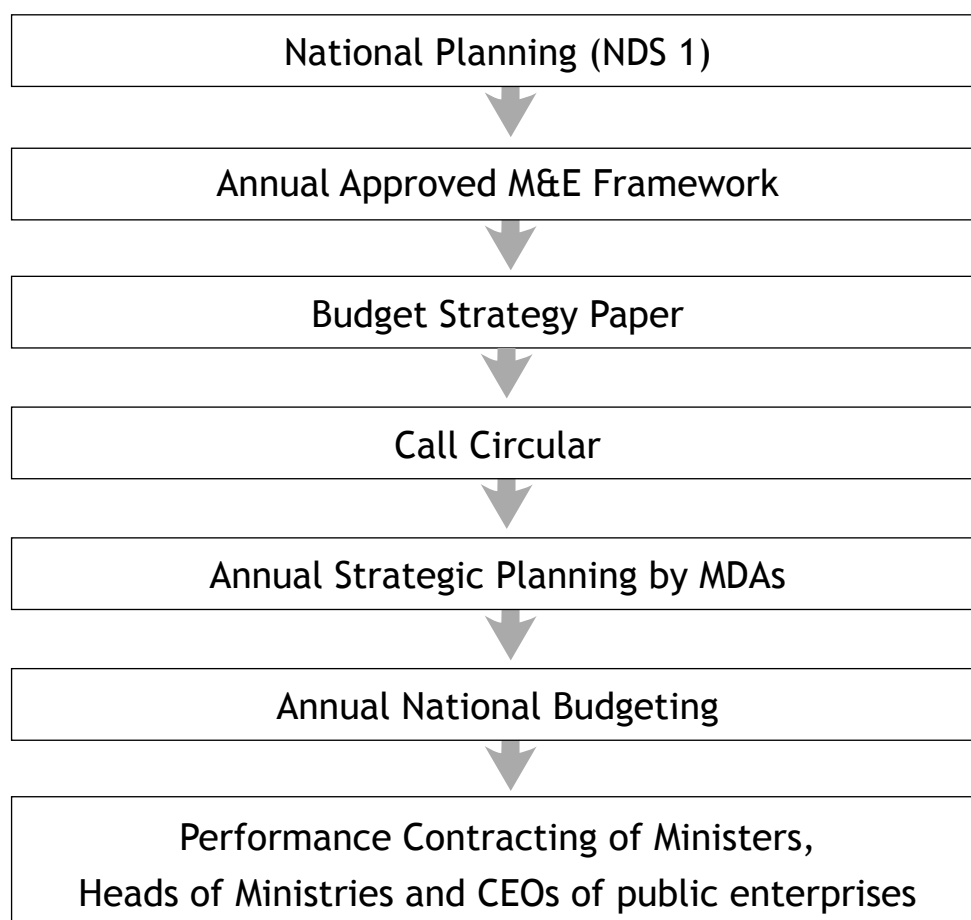 National Planning (NDS 1)
Annual Approved M&E Framework
Budget Strategy Paper
Call Circular
Annual Strategic Planning by MDAs
Annual National Budgeting
Performance Contracting of Ministers,
Heads of Ministries and CEOs of public enterprises